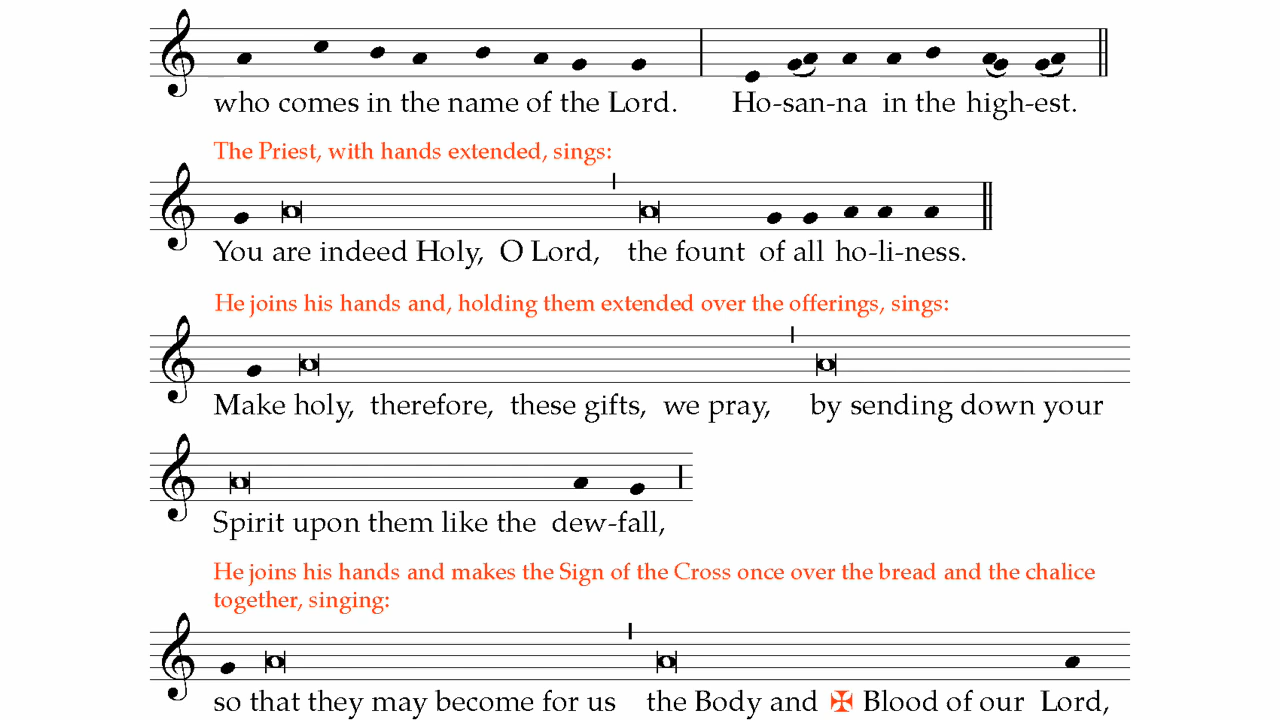 who comes in the name of the Lord. Ho-san-na in the high-est.
The Priest, with hands extended, sings:
You are indeed Holy, O Lord, the fount of all ho-li-ness.
He joins his hands and, holding them extended over the offerings, sings:
Make holy, therefore, these gifts, we pray, by sending down your
Spirit upon them like the dew-fall,
He joins his hands and makes the Sign of the Cross once over the bread and the chalice
together, singing:
so that they may become for us the Body and ✠ Blood of our Lord,